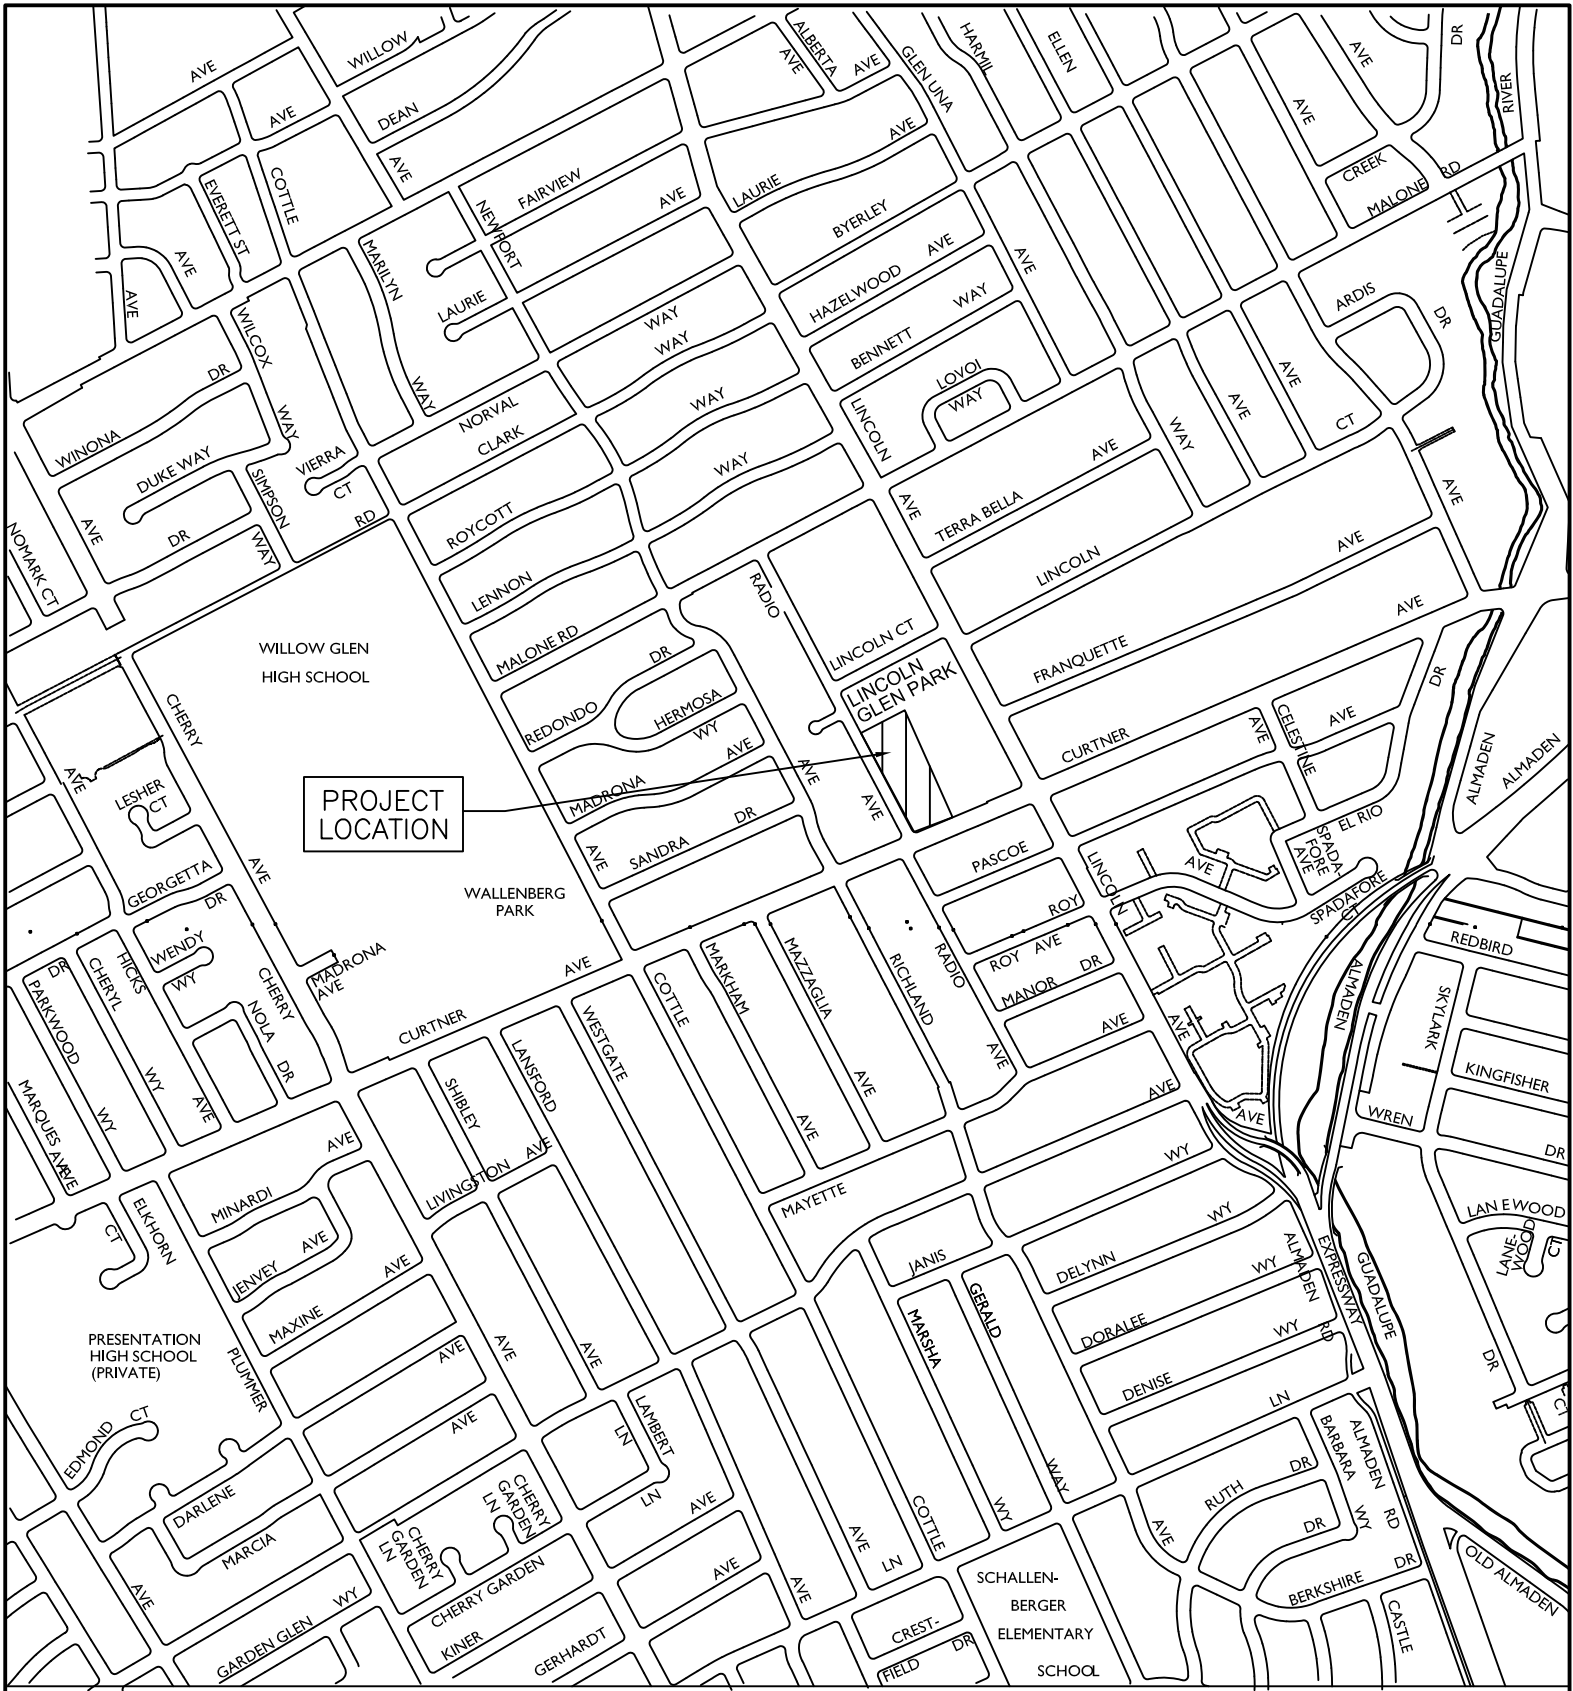 WILLOW
AVE
DEAN
AVE
ALBERTA
AVE
AVE
GLEN UNA
HARMIL
ELLEN
AVE
DR
RIVER
AVE
AVE
CREEK
MALONE RD
EVERETT ST
COTTLE
AVE
AVE
AVE
MARILYN
WAY
NEWPORT
FAIRVIEW
AVE
LAURIE
LAURIE
AVE
BYERLEY
AVE
HAZELWOOD
AVE
BENNETT
WAY
GUADALUPE
ARDIS
DR
WILCOX
WAY
WINONA
DR
DUKE WAY
VIERRA
CT
SIMPSON
WAY
DR
RD
AVE
NOMARK CT
NORVAL
WAY
CLARK
WAY
ROYCOTT
WAY
LENNON
WAY
MALONE RD
LOVOI
WAY
LINCOLN
AVE
TERRA BELLA
AVE
WAY
AVE
AVE
LINCOLN
CT
AVE
FRANQUETTE
AVE
CURTNER
AVE
RADIO
AVE
LINCOLN CT
LINCOLN
GLEN PARK
WILLOW GLEN
HIGH SCHOOL
REDONDO
DR
HERMOSA
WY
MADRONA
AVE
SANDRA
DR
AVE
AVE
PROJECT
LOCATION
CHERRY
AVE
AVE
LESHER
CT
GEORGETTA
DR
WENDY
WY
HICKS
AVE
CHERYL
WY
PARKWOOD
WY
DR
MARQUES AVE
AVE
NOLA
DR
CHERRY
MADRONA
AVE
WALLENBERG
PARK
CURTNER
AVE
CELESTINE
AVE
AVE
DR
ALMADEN
ALMADEN
ALMADEN
EL RIO
SPADA-
FORE
AVE
SPADAFORE
CT
PASCOE
AVE
LINCOLN
AVE
ROY
ROY AVE
MANOR
DR
AVE
AVE
AVE
RADIO
AVE
RICHLAND
AVE
MAZZAGLIA
AVE
MARKHAM
AVE
COTTLE
AVE
WESTGATE
AVE
LANSFORD
AVE
SHIBLEY
AVE
LIVINGSTON
AVE
ALMADEN
REDBIRD
SKYLARK
KINGFISHER
WREN
DR
DR
LANEWOOD
LANE-
WOOD
CT
CT
MAYETTE
AVE
WY
DELYNN
WY
DORALEE
WY
DENISE
WY
JANIS
WAY
GERALD
WY
MARSHA
LN
COTTLE
ALMADEN
RD
EXPRESSWAY
GUADALUPE
MINARDI
AVE
JENVEY
AVE
MAXINE
AVE
AVE
AVE
ELKHORN
CT
PRESENTATION
HIGH SCHOOL
(PRIVATE)
PLUMMER
AVE
EDMOND CT
DARLENE
MARCIA
LAMBERT
LN
LN
CHERRY
GARDEN
LN
CHERRY
GARDEN
LN
CHERRY GARDEN
GARDEN GLEN
WY
KINER
AVE
GERHARDT
AVE
LN
CREST-
FIELD
DR
SCHALLEN-
BERGER
ELEMENTARY
SCHOOL
RUTH
DR
DR
BARBARA
WY
ALMADEN
RD
BERKSHIRE
DR
CASTLE
OLD ALMADEN